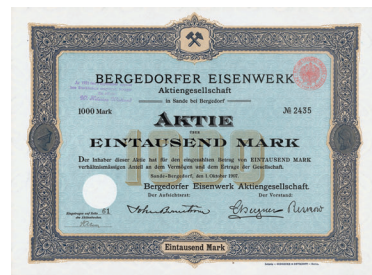 BERGEDORFER EISENWERK
Aktiengesellschaft
in Sande bei Bergedorf
1000 Mark
№ 2435
AKTIE
EINTAUSEND MARK
Der Inhaber dieser Aktie hat für den eingezahlten Betrag von EINTAUSEND MARK
verhältnismässigen Anteil an dem Vermögen und dem Ertrage der Gesellschaft.
Sande-Bergedorf, den 1. Oktober 1907.
Bergedorfer Eisenwerk Aktiengesellschaft.
Der Aufsichtsrat:
Der Vorstand:
61
Eintausend Mark